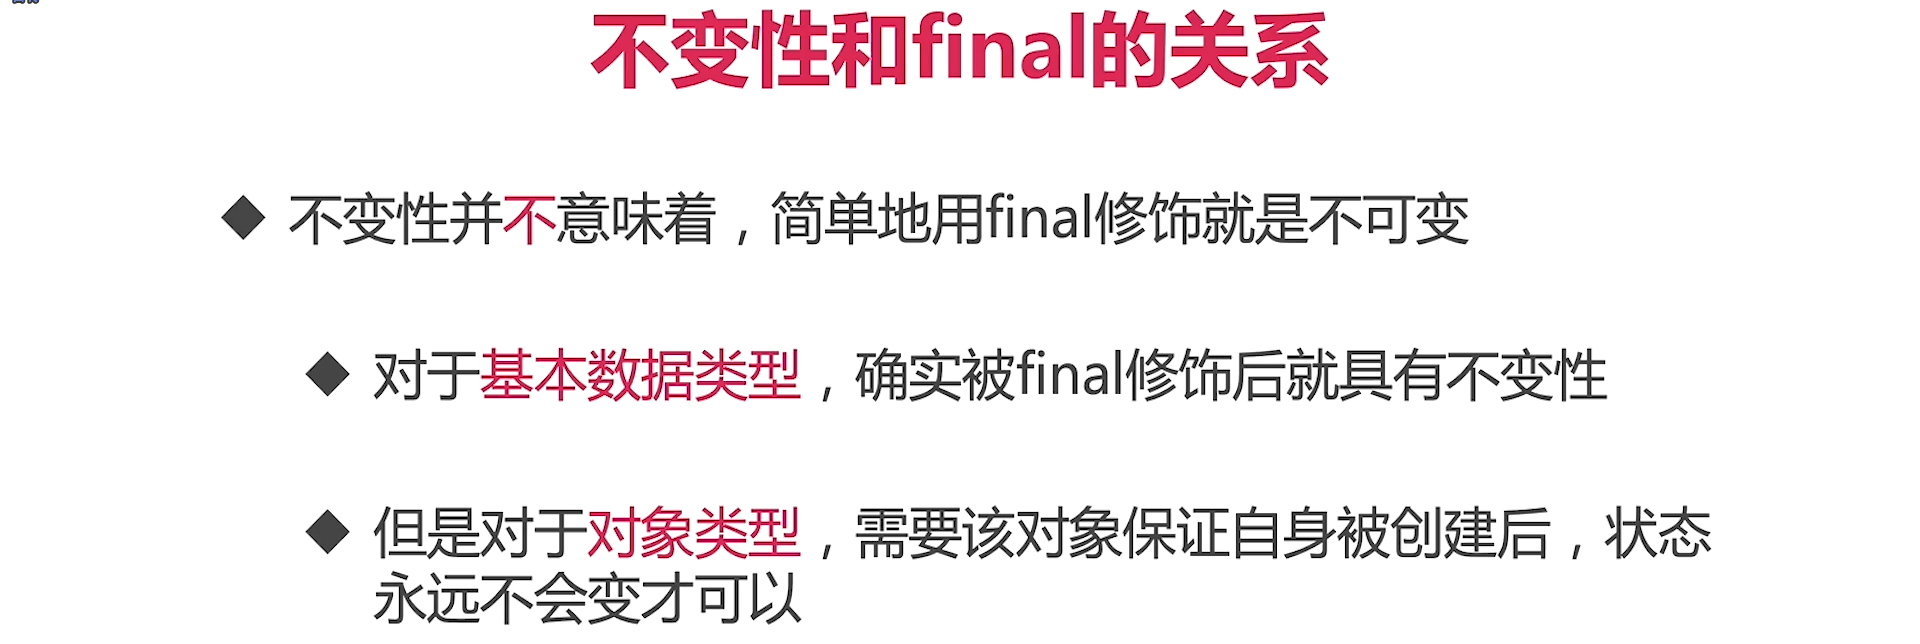 不变性和final的关系
不变性并不意味着，简单地用final修饰就是不可变
对于基本数据类型，确实被final修饰后就具有不变性
但是对于对象类型，需要该对象保证自身被创建后，状态
永远不会变才可以